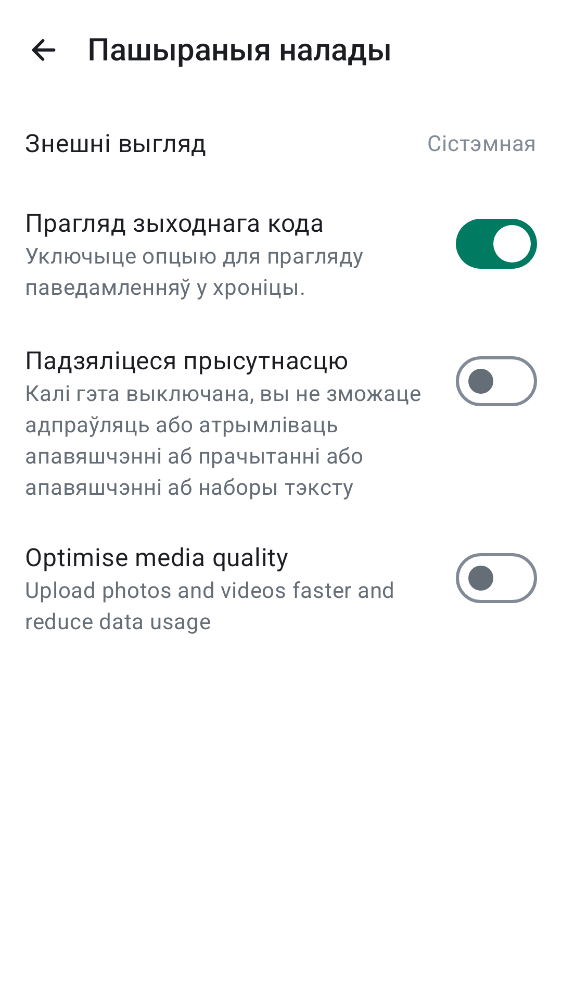 Пашыраныя налады
Знешні выгляд
Сістэмная
Прагляд зыходнага кода
Уключыце опцыю для прагляду
паведамленняў у хроніцы.
Падзяліцеся прысутнасцю
Калі гэта выключана, вы не зможаце
адпраўляць або атрымліваць
апавяшчэнні аб прачытанні або
апавяшчэнні аб наборы тэксту
Optimise media quality
Upload photos and videos faster and
reduce data usage